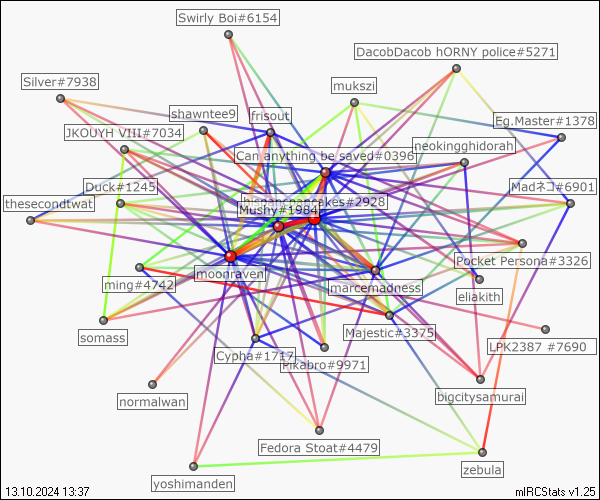 Swirly Boi#6154
DacobDacob hORNY police#5271
Silver#7938
mukszi
shawntee9
frisout
Eg.Master#1378
JKOUYH VIII#7034
neokingghidorah
Can anything be saved#0396
Duck#1245
Madネコ#6901
thesecondtwat
#2928
Mushy#1984
Pocket Persona#3326
moonraven
ming#4742
marcemadness
eliakith
somass
Majestic#3375
LPK2387 #7690
Cypha#1717
Pikabro#9971
normalwan
bigcitysamurai
Fedora Stoat#4479
zebula
yoshimanden
13.10.2024 13:37
mIRCStats v1.25